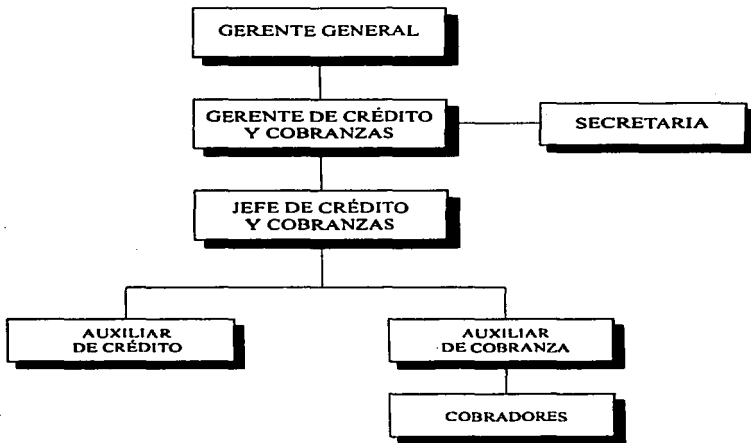 GERENTE GENERAL
GERENTE DE CRÉDITO
Y COBRANZAS
SECRETARIA
JEFE DE CRÉDITO
Y COBRANZAS
AUXILIAR
DE CRÉDITO
AUXILIAR
DE COBRANZA
COBRADORES